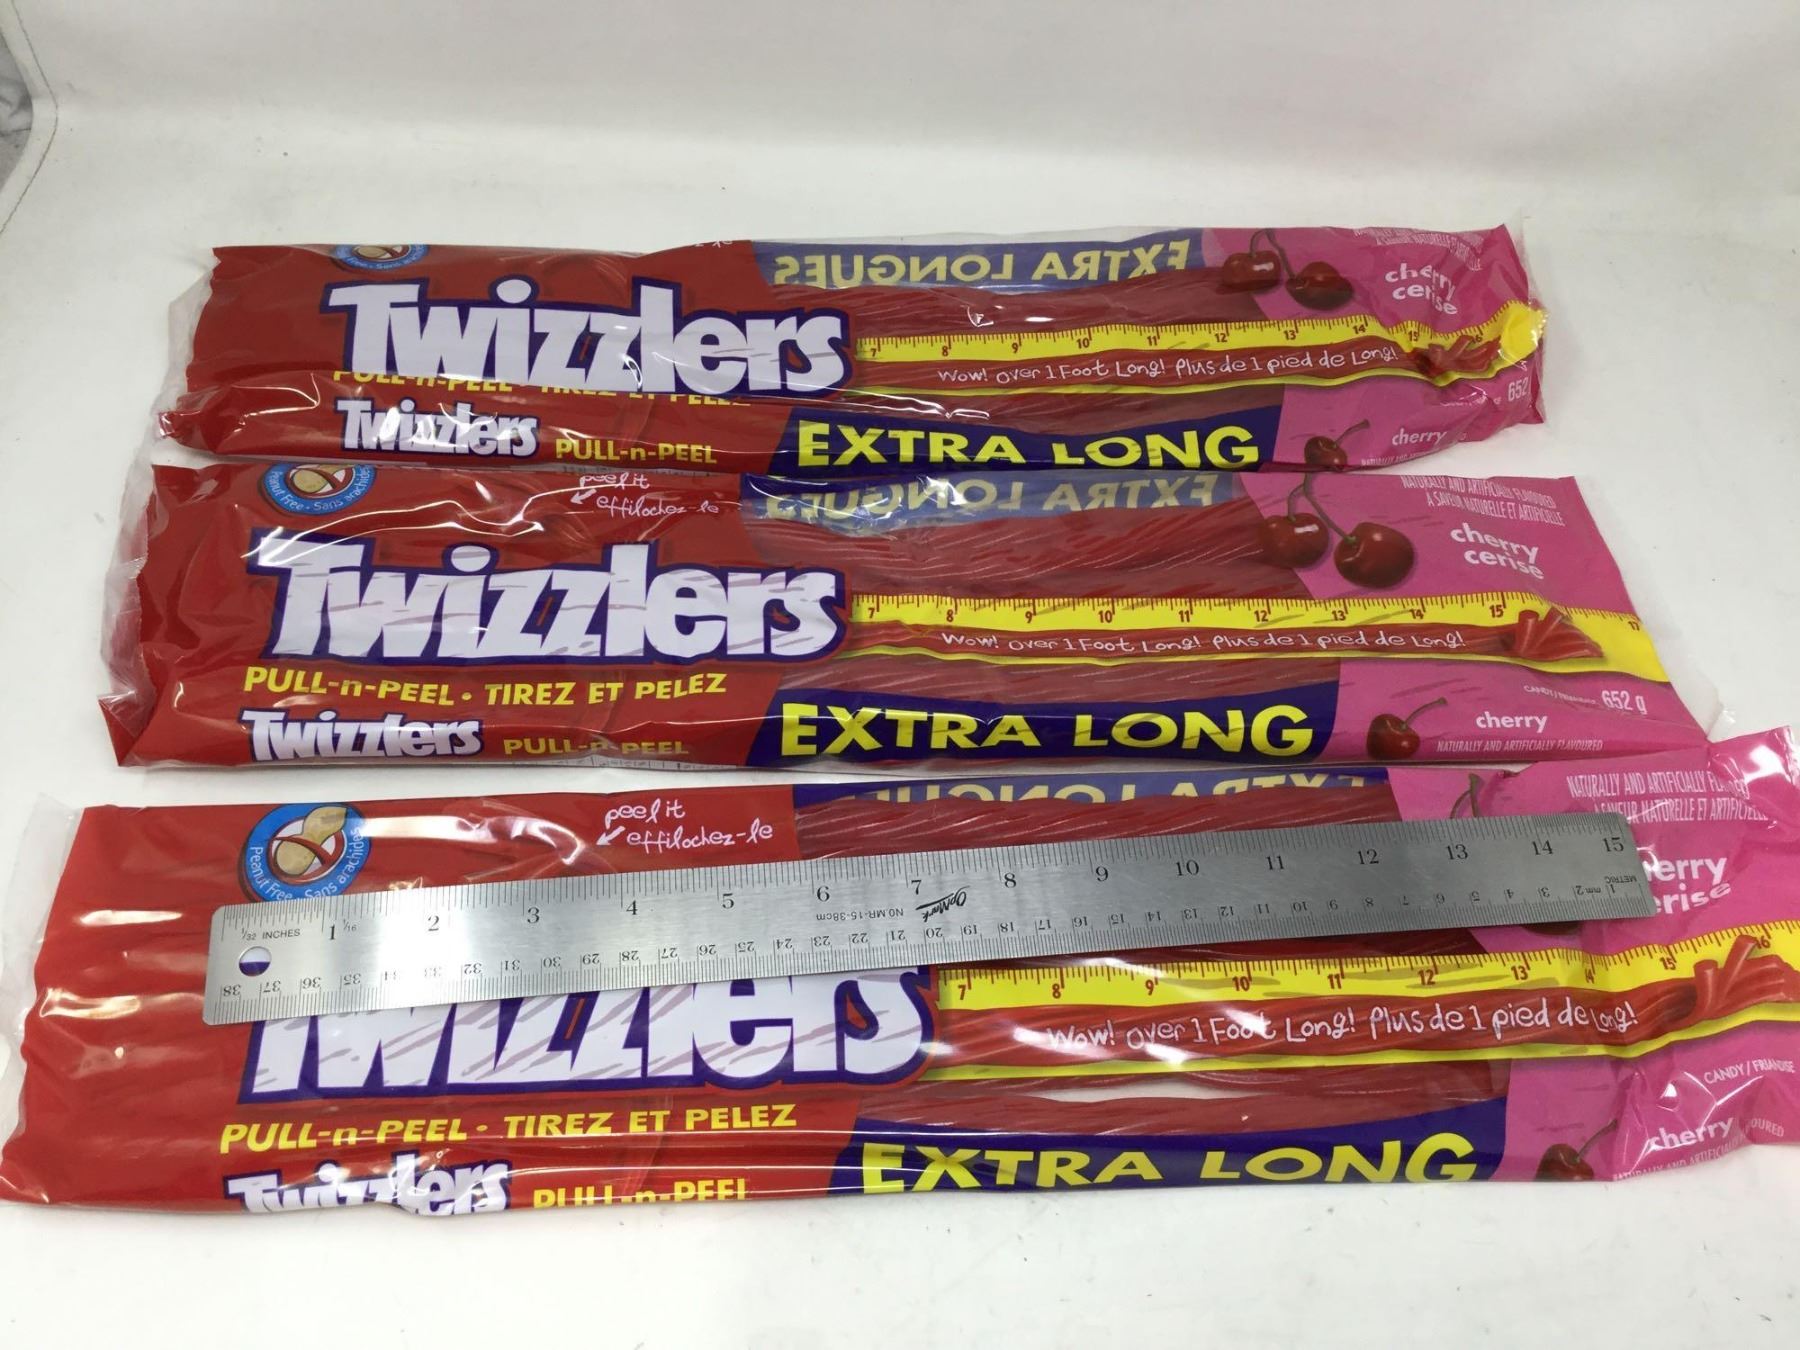 EXTRA LONGUES
cherry
cerise
Twizzlers
7 8 9 10 11 12 13 14 15
Wow! Over 1 Foot Long! Plus de 1 pied de Long!
652
Twizzlers PULL-n-PEEL EXTRA LONG cherry
Peanut Free • Sans arachides
peel it
effilochez-le
EXTRA LONGUES
NATURALLY AND ARTIFICIALLY FLAVOURED
À SAVEUR NATURELLE ET ARTIFICIELLE
cherry
cerise
Twizzlers
7 8 9 10 11 12 13 14 15
Wow! Over 1 Foot Long! Plus de 1 pied de Long!
PULL-n-PEEL • TIREZ ET PELEZ
652 g
Twizzlers PULL-n-PEEL EXTRA LONG cherry
NATURALLY AND ARTIFICIALLY FLAVOURED
Peanut Free • Sans arachides
peel it
effilochez-le
1/32 INCHES 1 1/16 2 3 4 5 6 7 8 9 10 11 12 13 14 15
NO.MR-15-38cm
METRIC 1 mm 2 3 4 5 6 7 8 9 10 11 12 13 14 15 16 17 18 19 20 21 22 23 24 25 26 27 28 29 30 31 32 33 34 35 36 37 38
Twizzlers
7 8 9 10 11 12 13 14 15 16
Wow! Over 1 Foot Long! Plus de 1 pied de Long!
CANDY / FRIANDISE
PULL-n-PEEL • TIREZ ET PELEZ
Twizzlers PULL-n-PEEL EXTRA LONG cherry